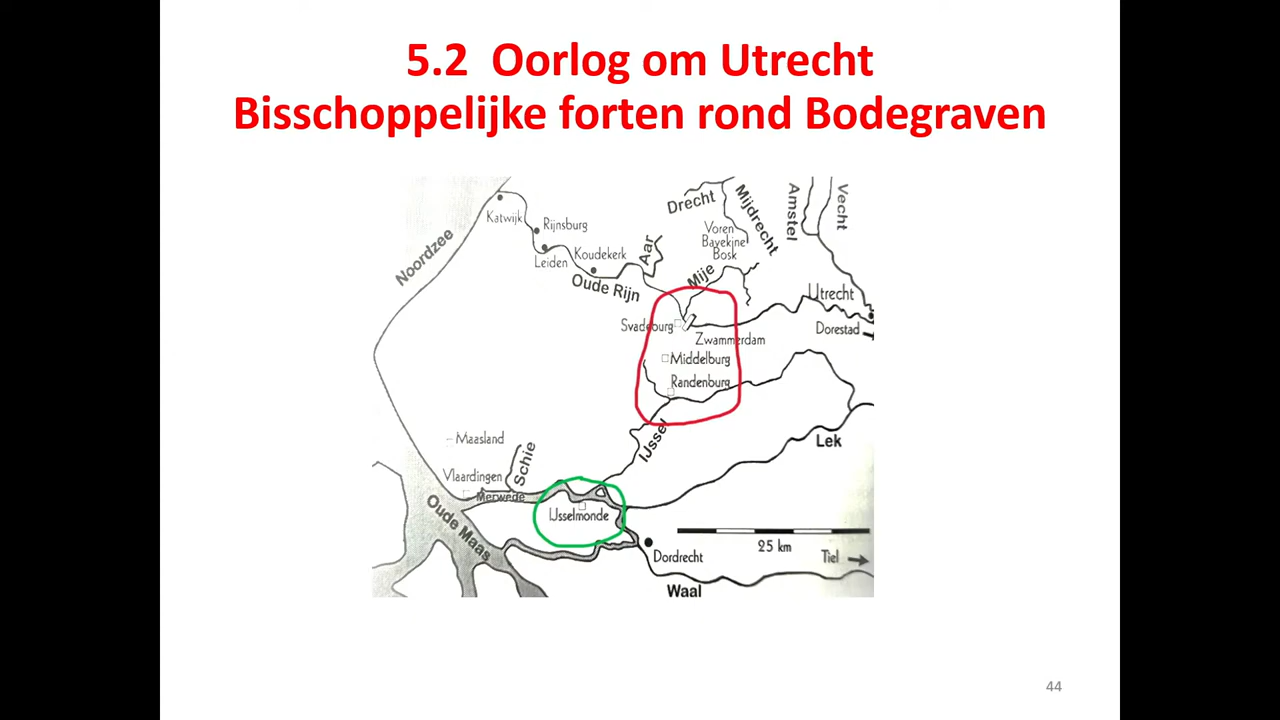 5.2 Oorlog om Utrecht
Bisschoppelijke forten rond Bodegraven
Drecht
Mijdrecht
Amstel
Vecht
Katwijk
Rijnsburg
Voren
Bayekine
Bosk
Noordzee
Leiden
Koudekerk
Aar
Mije
Oude Rijn
Utrecht
Svadeburg
Dorestad
Zwammerdam
Middelburg
Randenburg
IJssel
Lek
Maasland
Schie
Vlaardingen
Merwede
Oude Maas
IJsselmonde
25 km
Dordrecht
Tiel
Waal
44